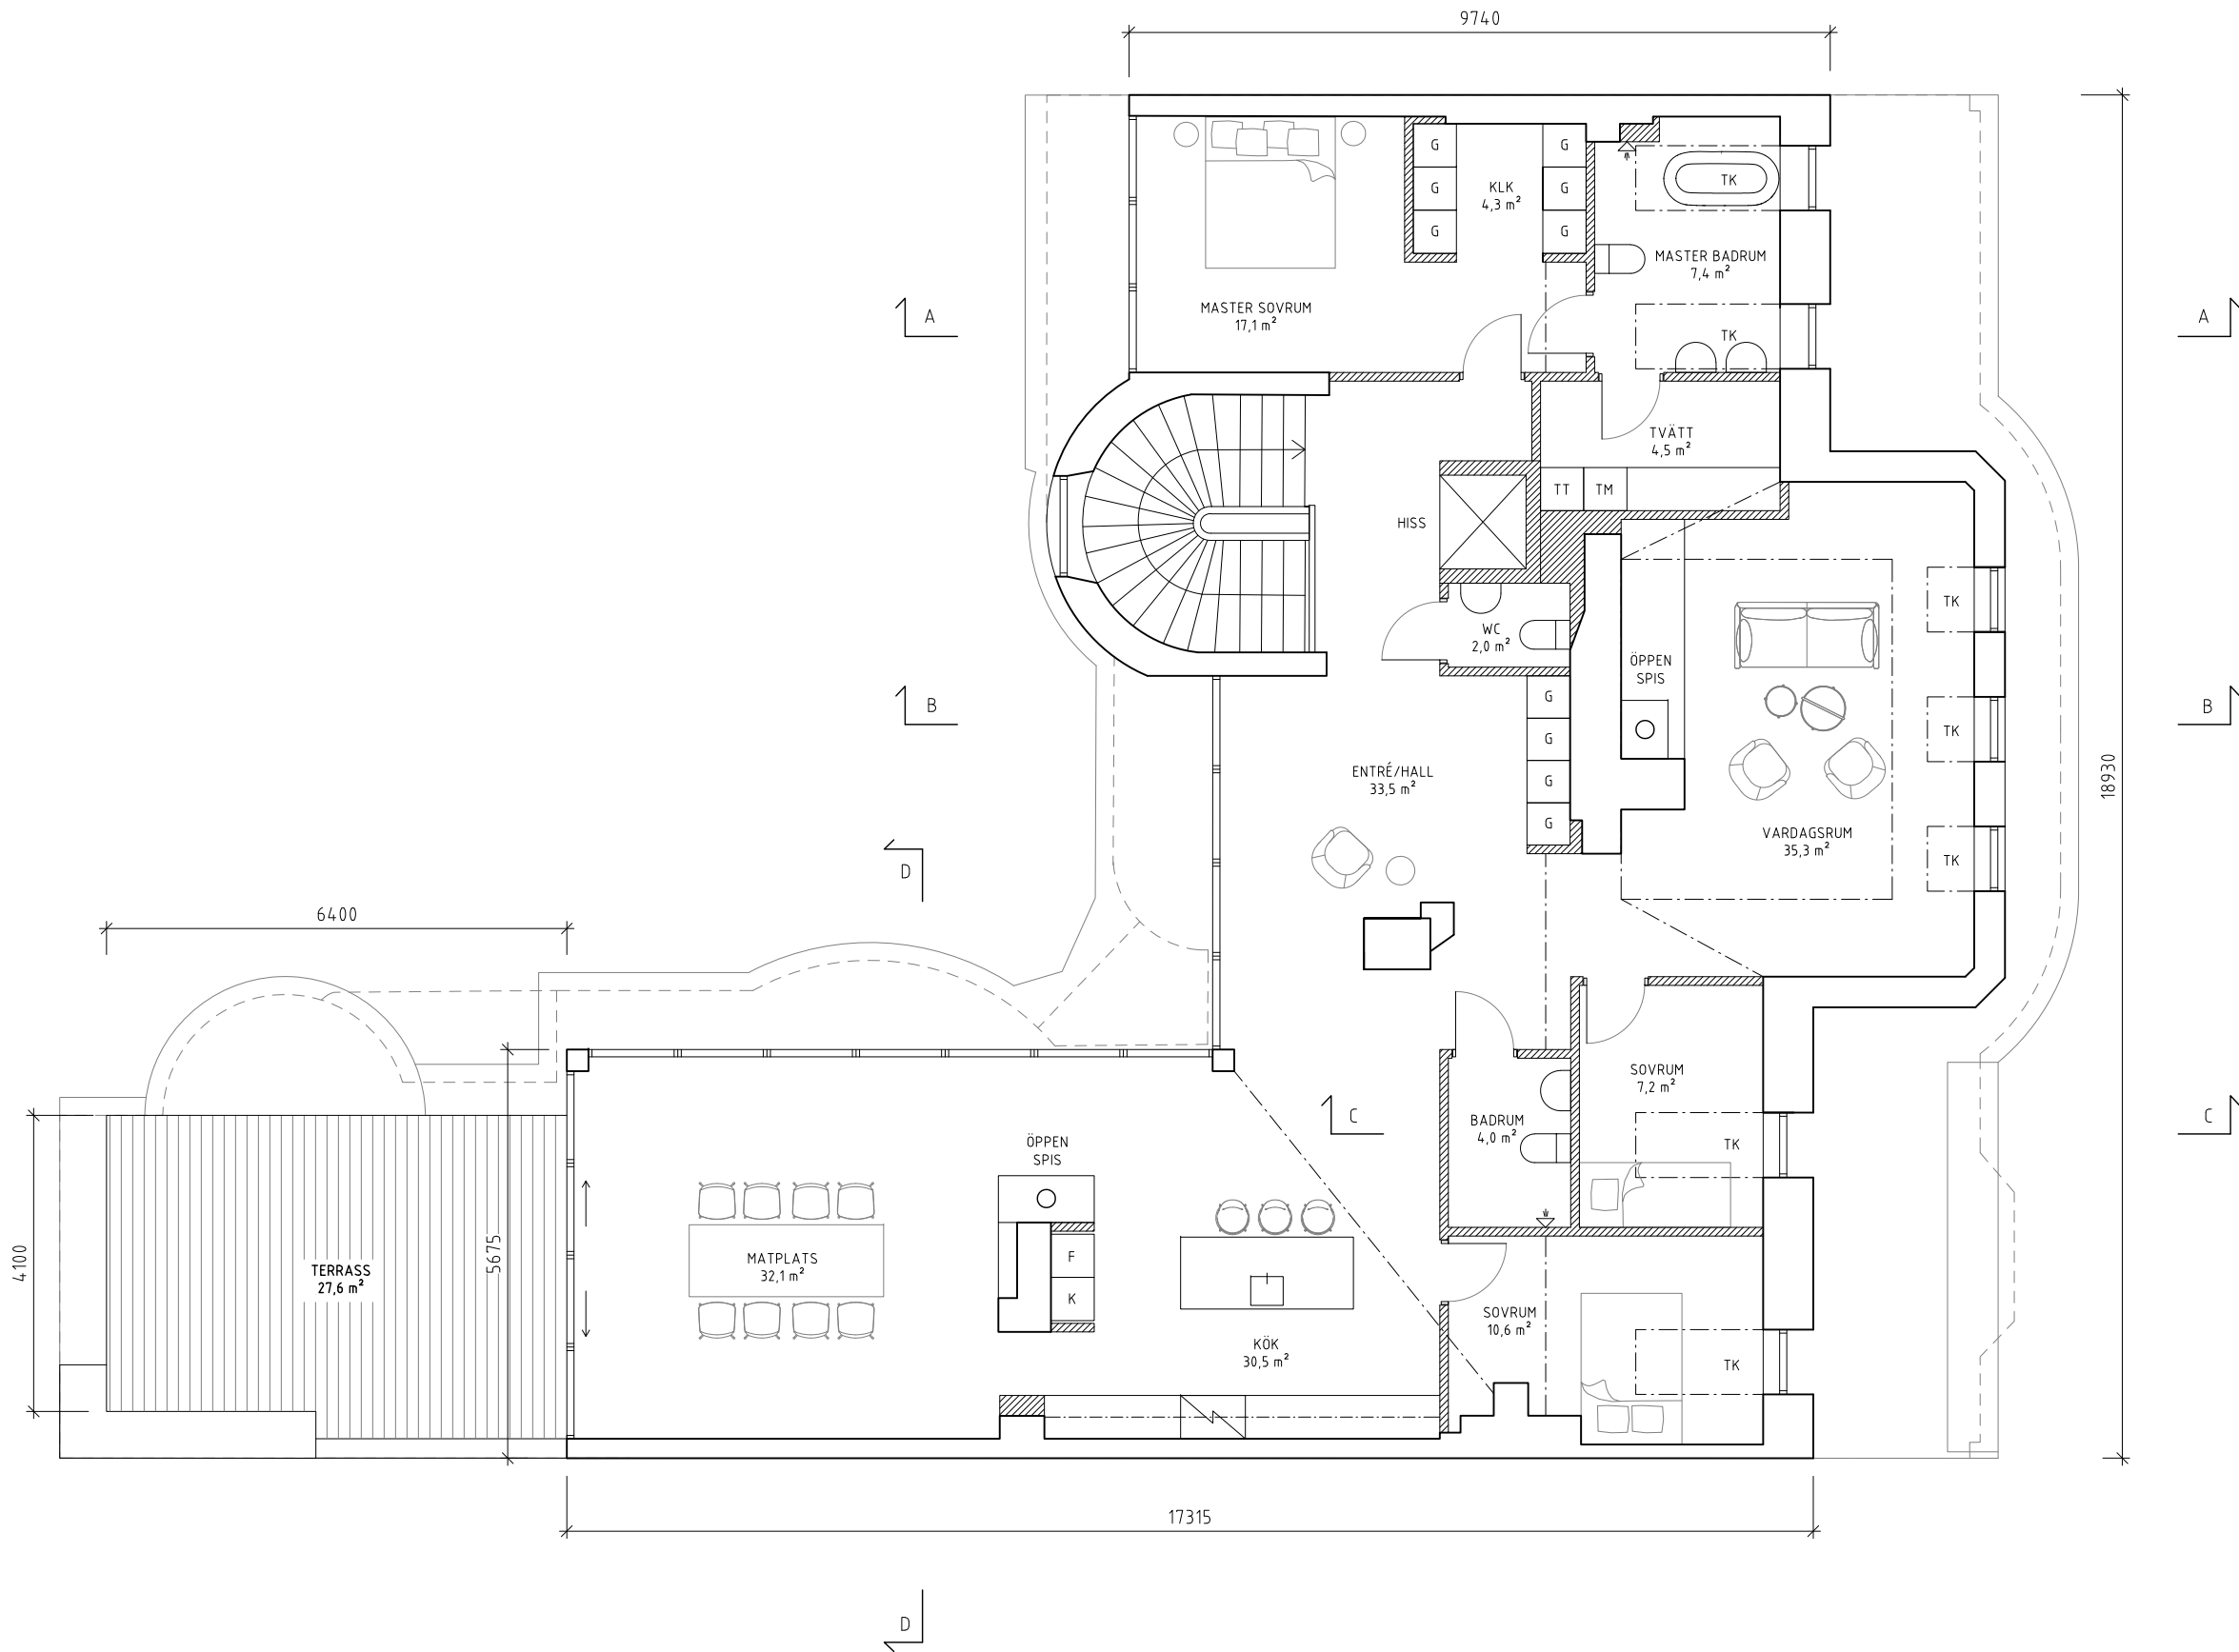 9740
G
G
G
G
G
G
KLK
4,3 m²
TK
MASTER BADRUM
7,4 m²
MASTER SOVRUM
17,1 m²
A
A
TK
TVÄTT
4,5 m²
TT
TM
HISS
WC
2,0 m²
TK
ÖPPEN
SPIS
B
B
G
G
G
G
TK
ENTRÉ/HALL
33,5 m²
18930
VARDAGSRUM
35,3 m²
TK
D
6400
SOVRUM
7,2 m²
C
C
BADRUM
4,0 m²
TK
ÖPPEN
SPIS
4100
TERRASS
27,6 m²
5675
MATPLATS
32,1 m²
F
K
SOVRUM
10,6 m²
KÖK
30,5 m²
TK
17315
D